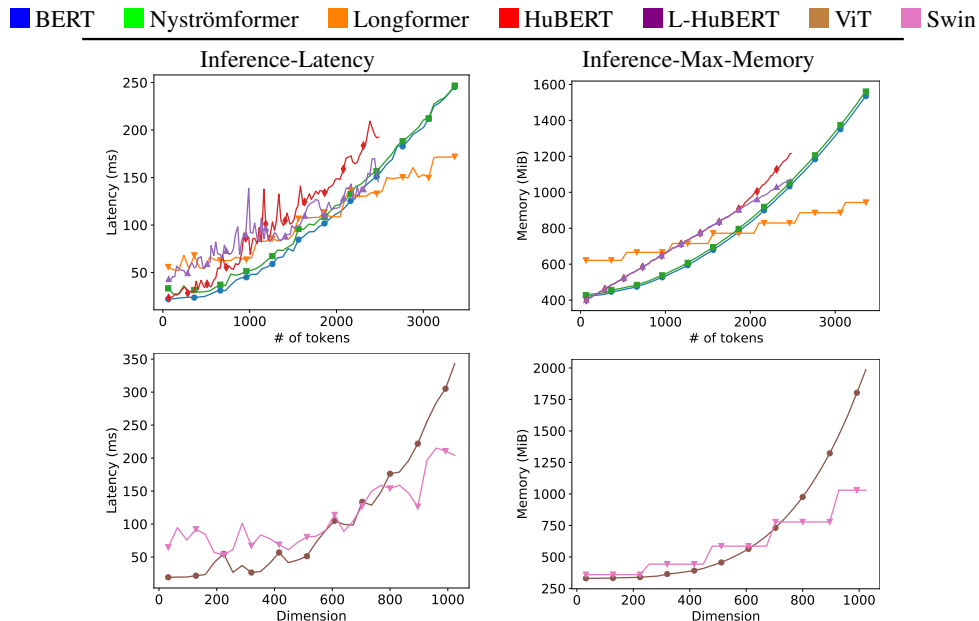 BERT Nyströmformer Longformer HuBERT L-HuBERT ViT Swin
Inference-Latency
Inference-Max-Memory
250
200
150
100
50
Latency (ms)
0 1000 2000 3000
# of tokens
1600
1400
1200
1000
800
600
400
Memory (MiB)
0 1000 2000 3000
# of tokens
350
300
250
200
150
100
50
Latency (ms)
0 200 400 600 800 1000
Dimension
2000
1750
1500
1250
1000
750
500
250
Memory (MiB)
0 200 400 600 800 1000
Dimension